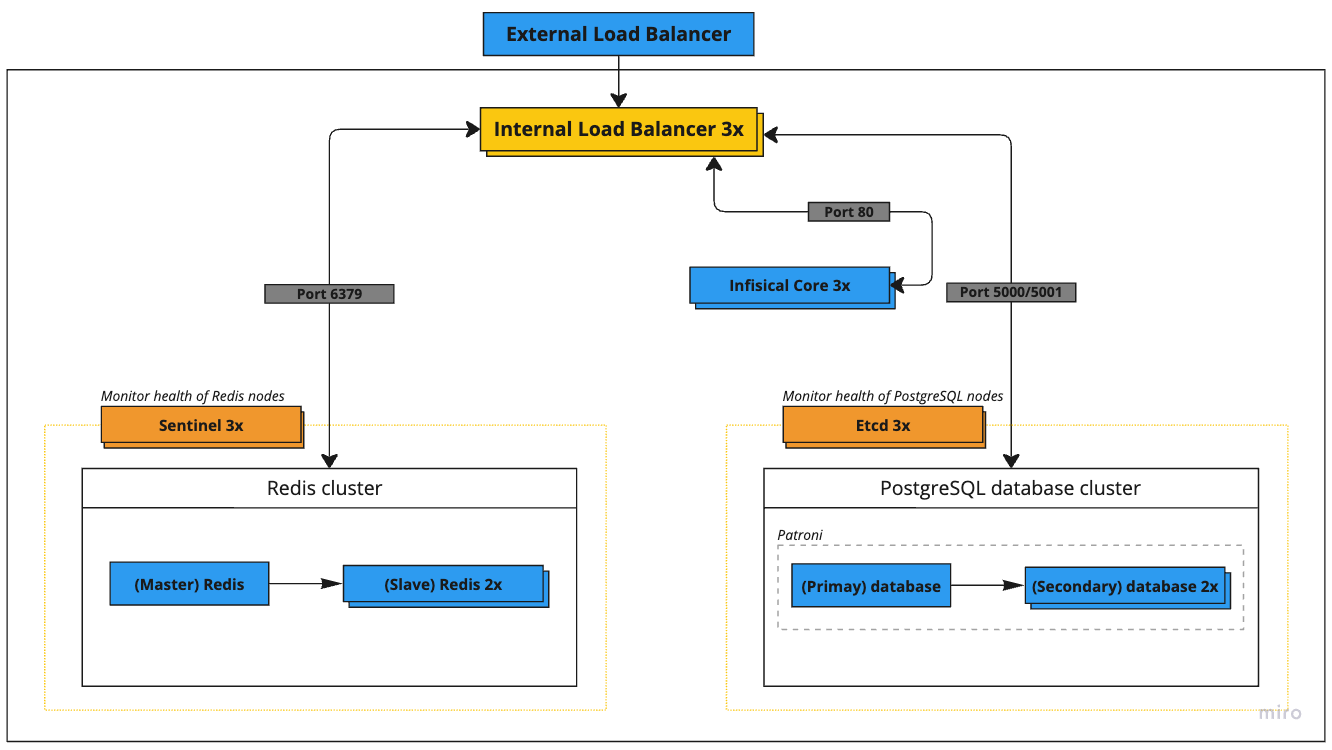 External Load Balancer
Internal Load Balancer 3x
Port 80
Infisical Core 3x
Port 6379
Port 5000/5001
Monitor health of Redis nodes
Sentinel 3x
Redis cluster
(Master) Redis
(Slave) Redis 2x
Monitor health of PostgreSQL nodes
Etcd 3x
PostgreSQL database cluster
Patroni
(Primay) database
(Secondary) database 2x
miro